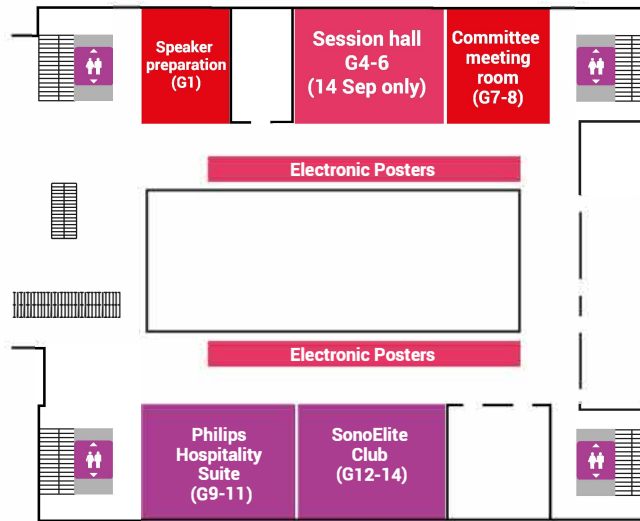 Speaker
preparation
(G1)
Session hall
G4-6
(14 Sep only)
Committee
meeting
room
(G7-8)
Electronic Posters
Electronic Posters
Philips
Hospitality
Suite
(G9-11)
SonoElite
Club
(G12-14)